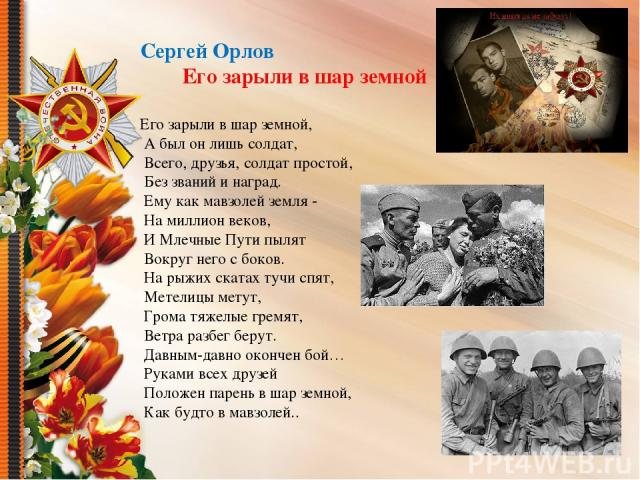 Сергей Орлов
Его зарыли в шар земной
Его зарыли в шар земной,
А был он лишь солдат,
Всего, друзья, солдат простой,
Без званий и наград.
Ему как мавзолей земля -
На миллион веков,
И Млечные Пути пылят
Вокруг него с боков.
На рыжих скатах тучи спят,
Метелицы метут,
Грома тяжелые гремят,
Ветра разбег берут.
Давным-давно окончен бой…
Руками всех друзей
Положен парень в шар земной,
Как будто в мавзолей..
ОТЕЧЕСТВЕННАЯ ВОЙНА
PPt4WEB.ru